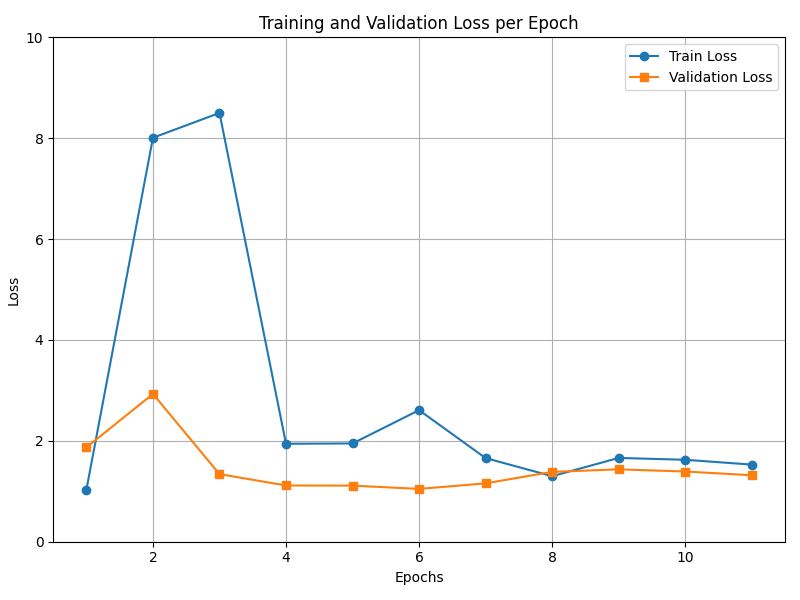 Training and Validation Loss per Epoch
Train Loss
Validation Loss
10
8
6
4
2
0
Loss
2 4 6 8 10
Epochs